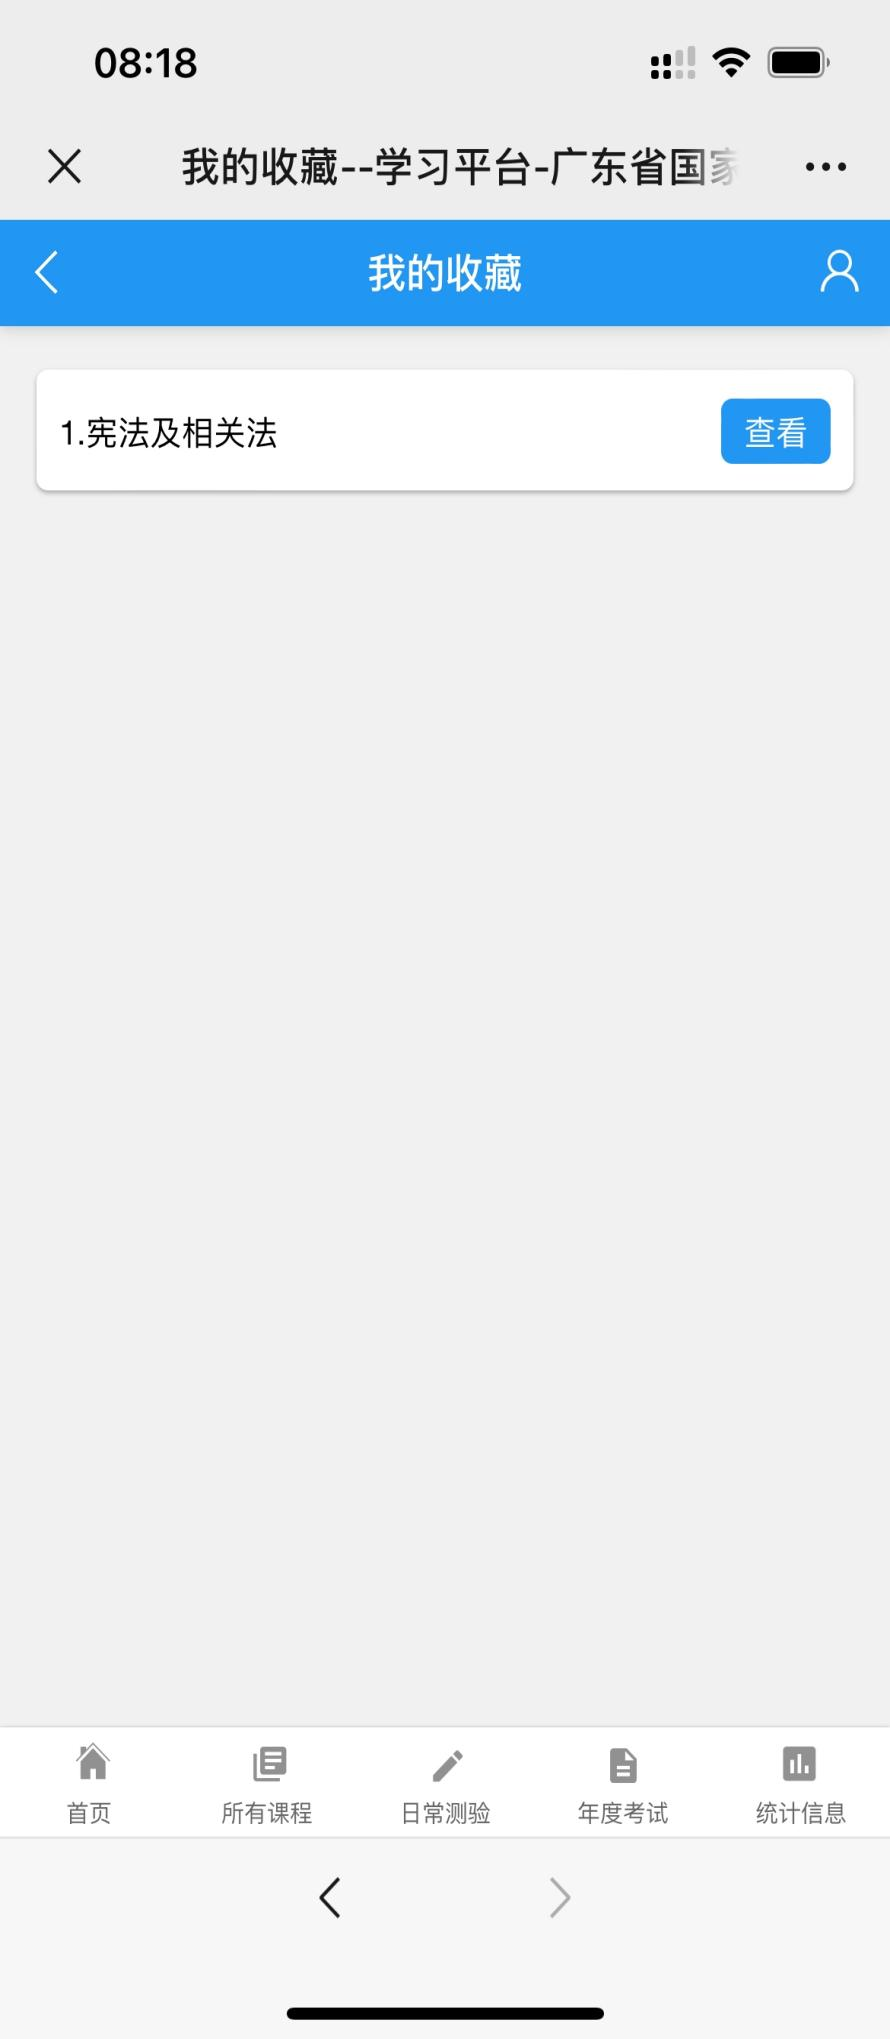 08:18
我的收藏--学习平台-广东省国家
我的收藏
1.宪法及相关法
查看
首页
所有课程
日常测验
年度考试
统计信息